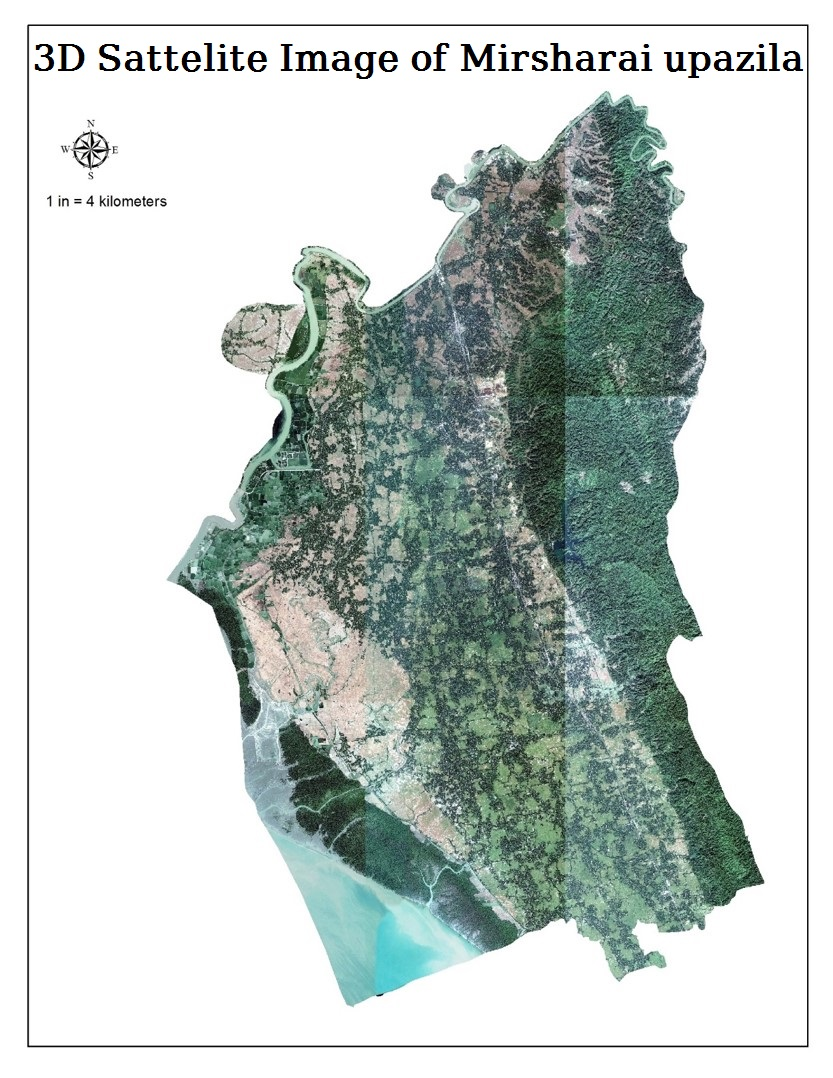 3D Sattelite Image of Mirsharai upazila
N
W E
S
1 in = 4 kilometers